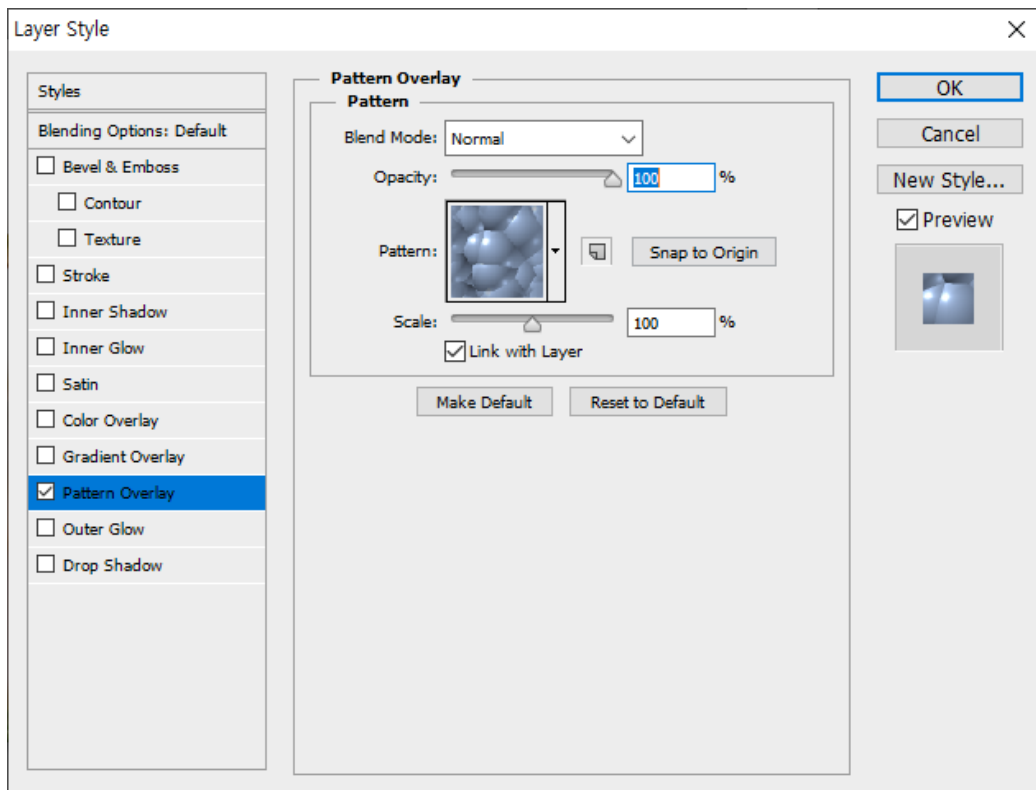 Layer Style
Styles
Blending Options: Default
Bevel & Emboss
Contour
Texture
Stroke
Inner Shadow
Inner Glow
Satin
Color Overlay
Gradient Overlay
Pattern Overlay
Outer Glow
Drop Shadow
Pattern Overlay
Pattern
Blend Mode: Normal
Opacity: 100 %
Pattern: Snap to Origin
Scale: 100 %
Link with Layer
Make Default Reset to Default
OK
Cancel
New Style...
Preview